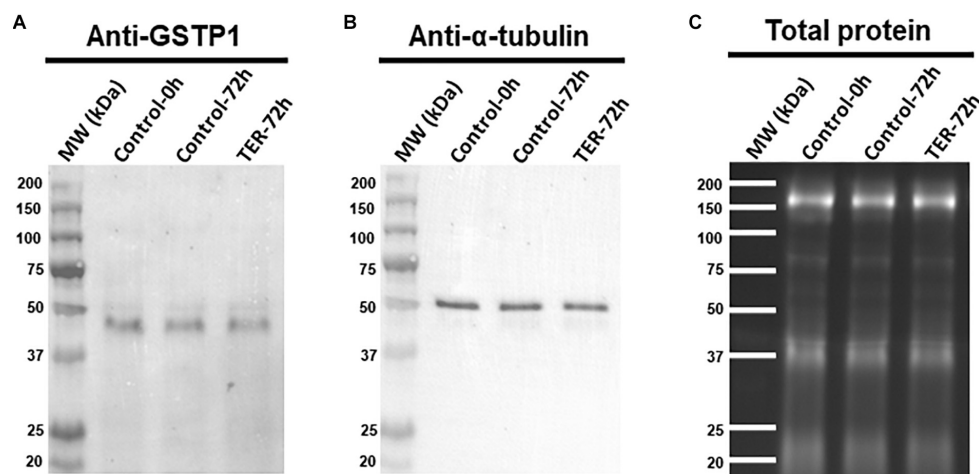 A
Anti-GSTP1
MW (kDa)
Control-0h
Control-72h
TER-72h
200
150
100
75
50
37
25
20
B
Anti-α-tubulin
MW (kDa)
Control-0h
Control-72h
TER-72h
200
150
100
75
50
37
25
20
C
Total protein
MW (kDa)
Control-0h
Control-72h
TER-72h
200
150
100
75
50
37
25
20